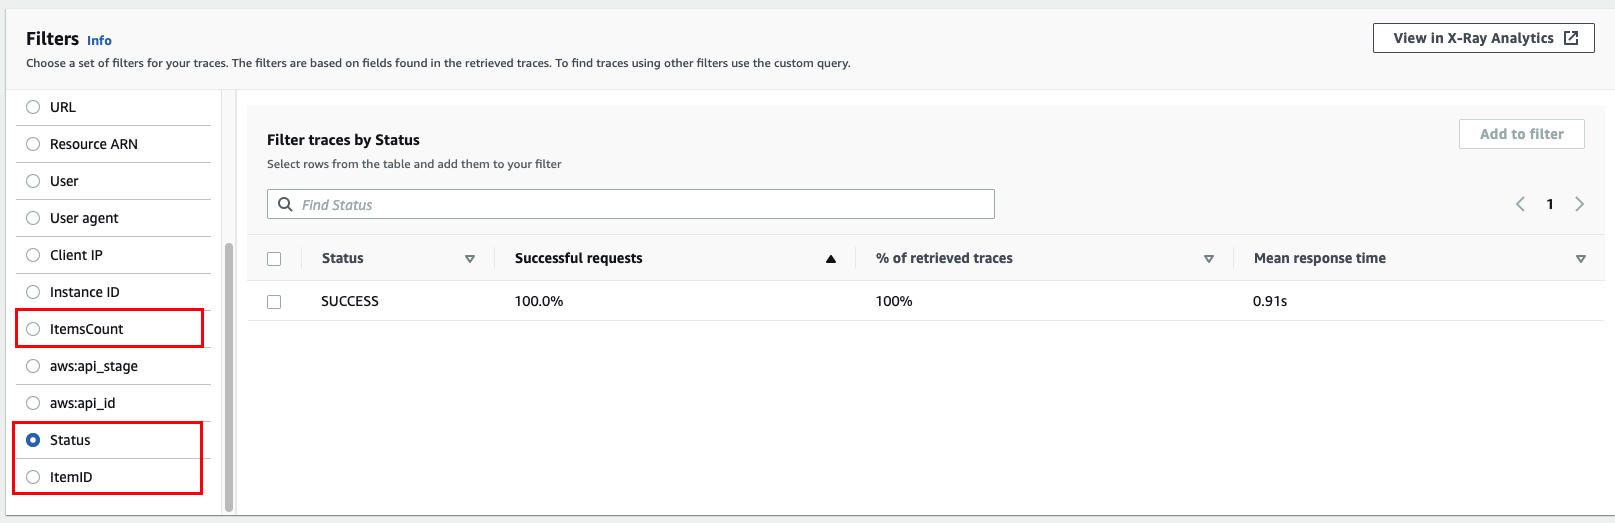 Filters Info
View in X-Ray Analytics
Choose a set of filters for your traces. The filters are based on fields found in the retrieved traces. To find traces using other filters use the custom query.
URL
Resource ARN
User
User agent
Client IP
Instance ID
ItemsCount
aws:api_stage
aws:api_id
Status
ItemID
Filter traces by Status
Add to filter
Select rows from the table and add them to your filter
Find Status
1
Status Successful requests % of retrieved traces Mean response time
SUCCESS 100.0% 100% 0.91s